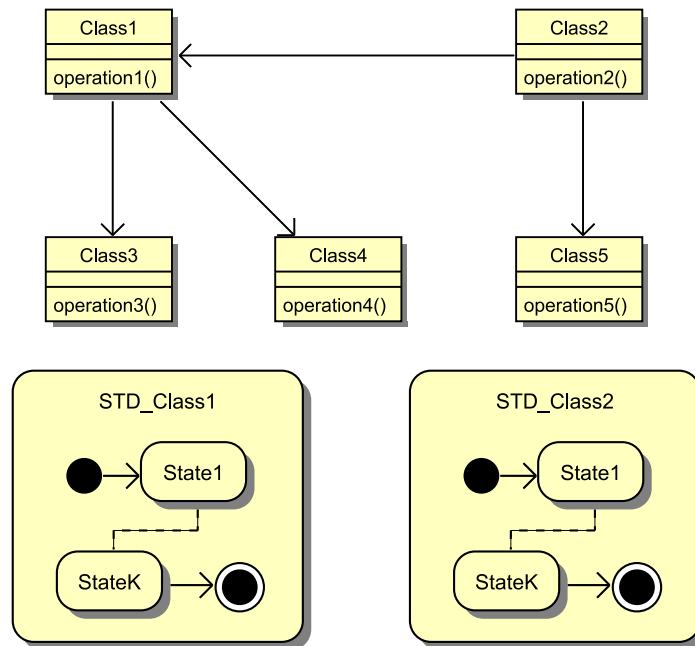 Class1
operation1()
Class2
operation2()
Class3
operation3()
Class4
operation4()
Class5
operation5()
STD_Class1
State1
StateK
STD_Class2
State1
StateK